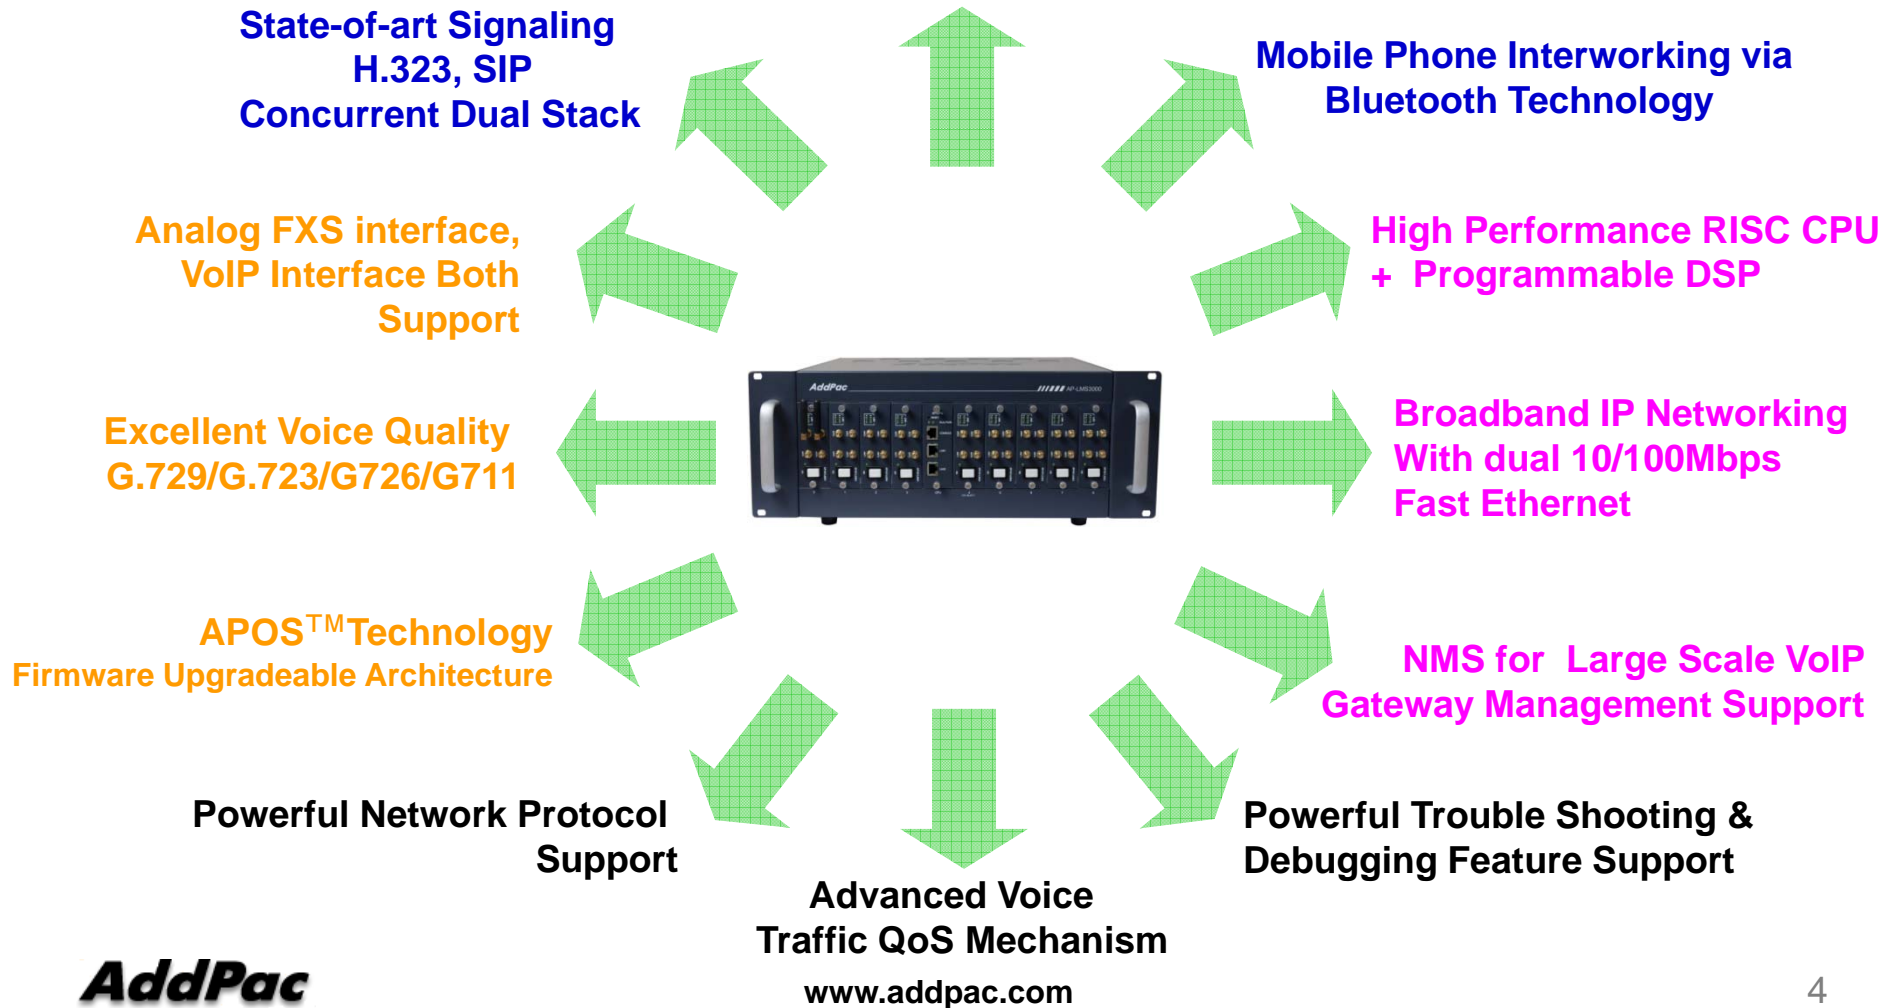 State-of-art Signaling
H.323, SIP
Concurrent Dual Stack
Mobile Phone Interworking via
Bluetooth Technology
Analog FXS interface,
VoIP Interface Both
Support
High Performance RISC CPU
+ Programmable DSP
AddPac
AP-LMS3000
Excellent Voice Quality
G.729/G.723/G726/G711
Broadband IP Networking
With dual 10/100Mbps
Fast Ethernet
APOS™Technology
Firmware Upgradeable Architecture
NMS for Large Scale VoIP
Gateway Management Support
Powerful Network Protocol
Support
Powerful Trouble Shooting &
Debugging Feature Support
Advanced Voice
Traffic QoS Mechanism
AddPac
www.addpac.com
4